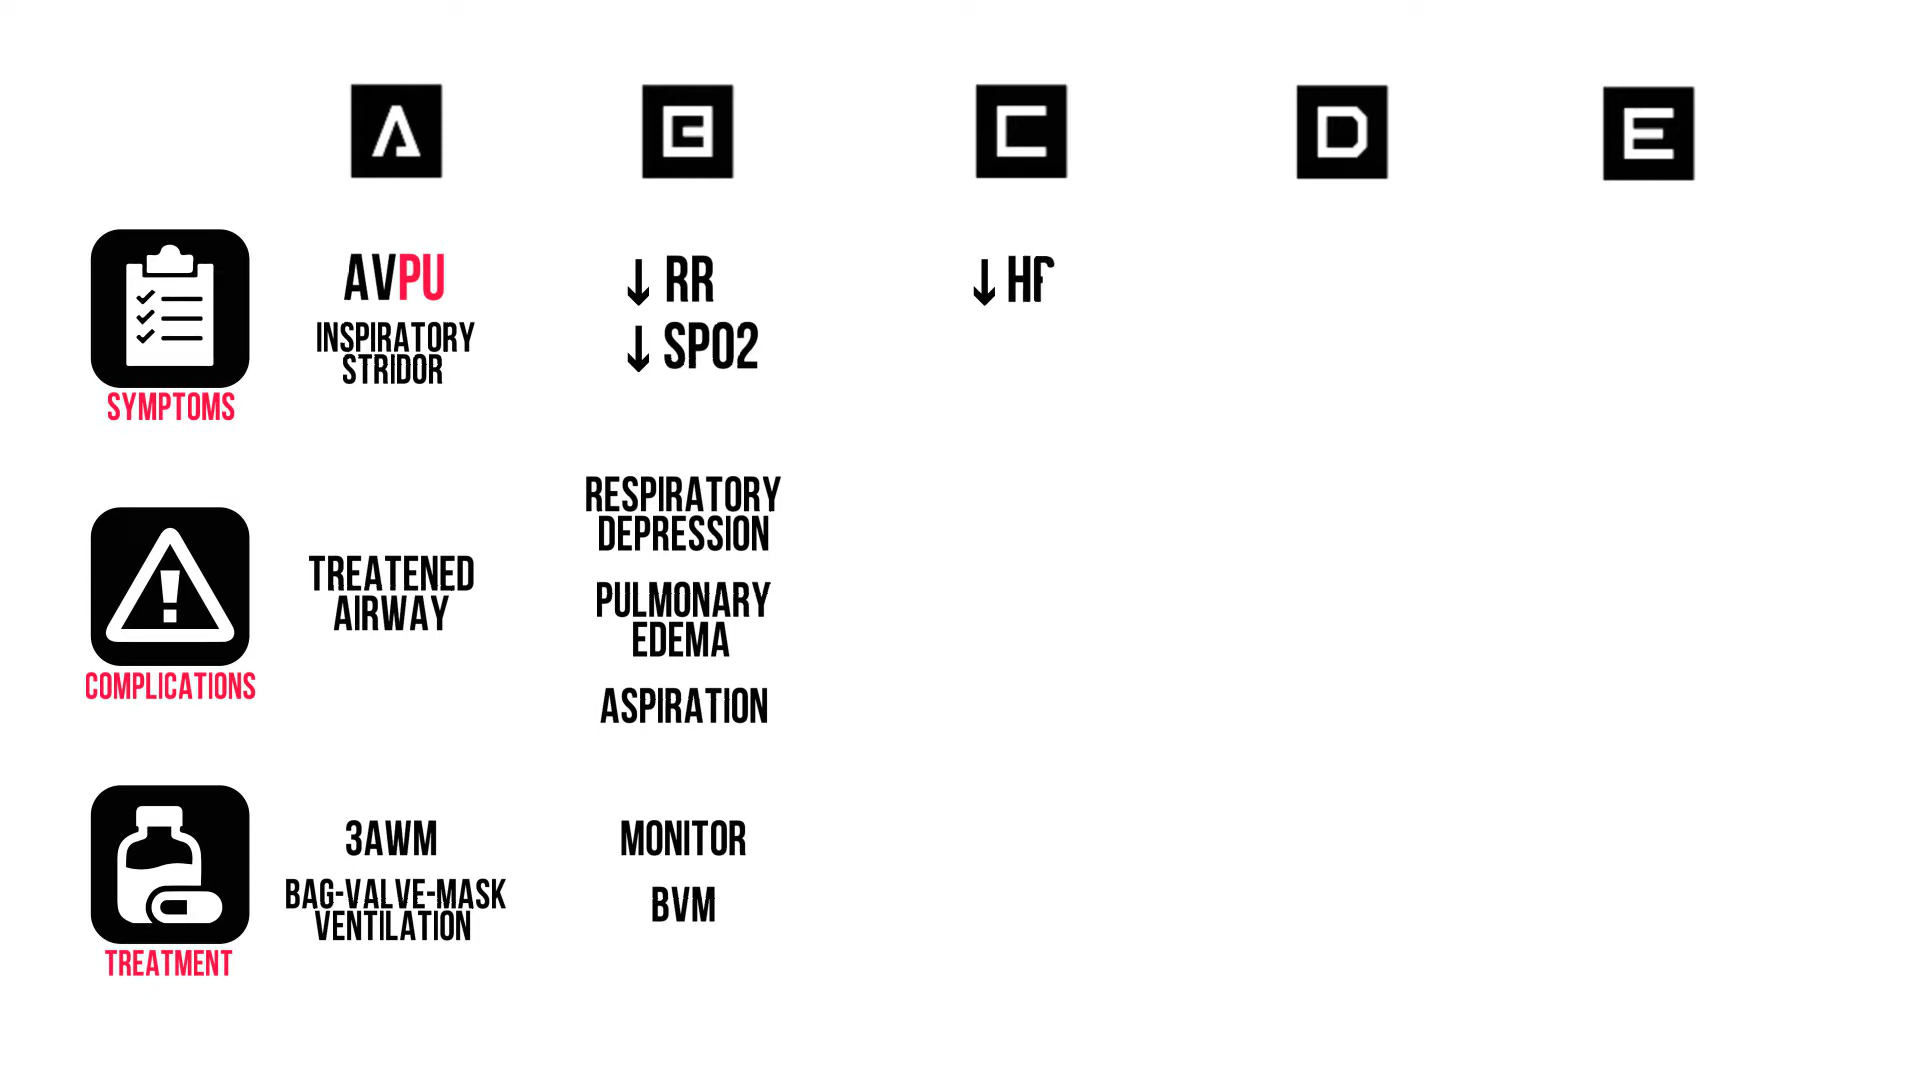 A B C D E
AVPU
INSPIRATORY
STRIDOR
↓ RR
↓ SPO2
SYMPTOMS
TREATENED
AIRWAY
RESPIRATORY
DEPRESSION
PULMONARY
EDEMA
ASPIRATION
COMPLICATIONS
3AWM
BAG-VALVE-MASK
VENTILATION
MONITOR
BVM
TREATMENT